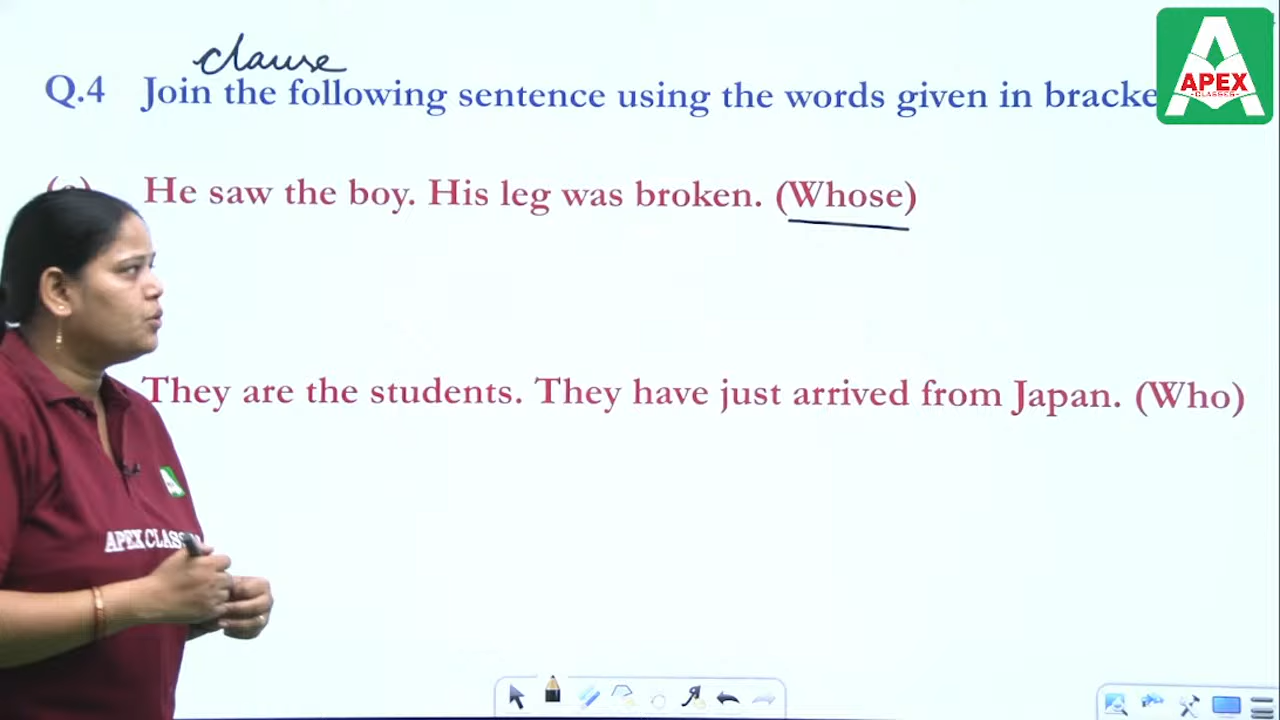 clause
Q.4 Join the following sentence using the words given in bracke
APEX
CLASSES
(a) He saw the boy. His leg was broken. (Whose)
They are the students. They have just arrived from Japan. (Who)
APEX CLASS